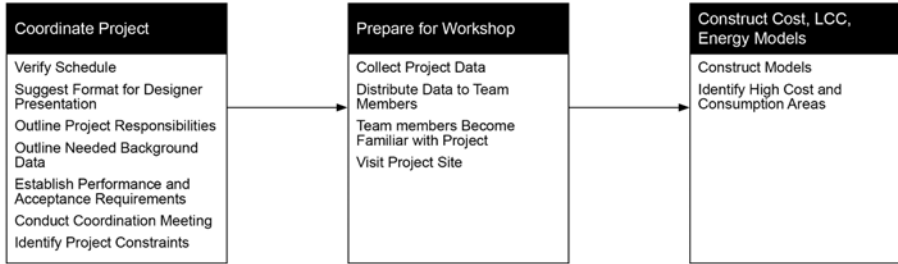 Coordinate Project
Verify Schedule
Suggest Format for Designer
Presentation
Outline Project Responsibilities
Outline Needed Background
Data
Establish Performance and
Acceptance Requirements
Conduct Coordination Meeting
Identify Project Constraints
Prepare for Workshop
Collect Project Data
Distribute Data to Team
Members
Team members Become
Familiar with Project
Visit Project Site
Construct Cost, LCC,
Energy Models
Construct Models
Identify High Cost and
Consumption Areas